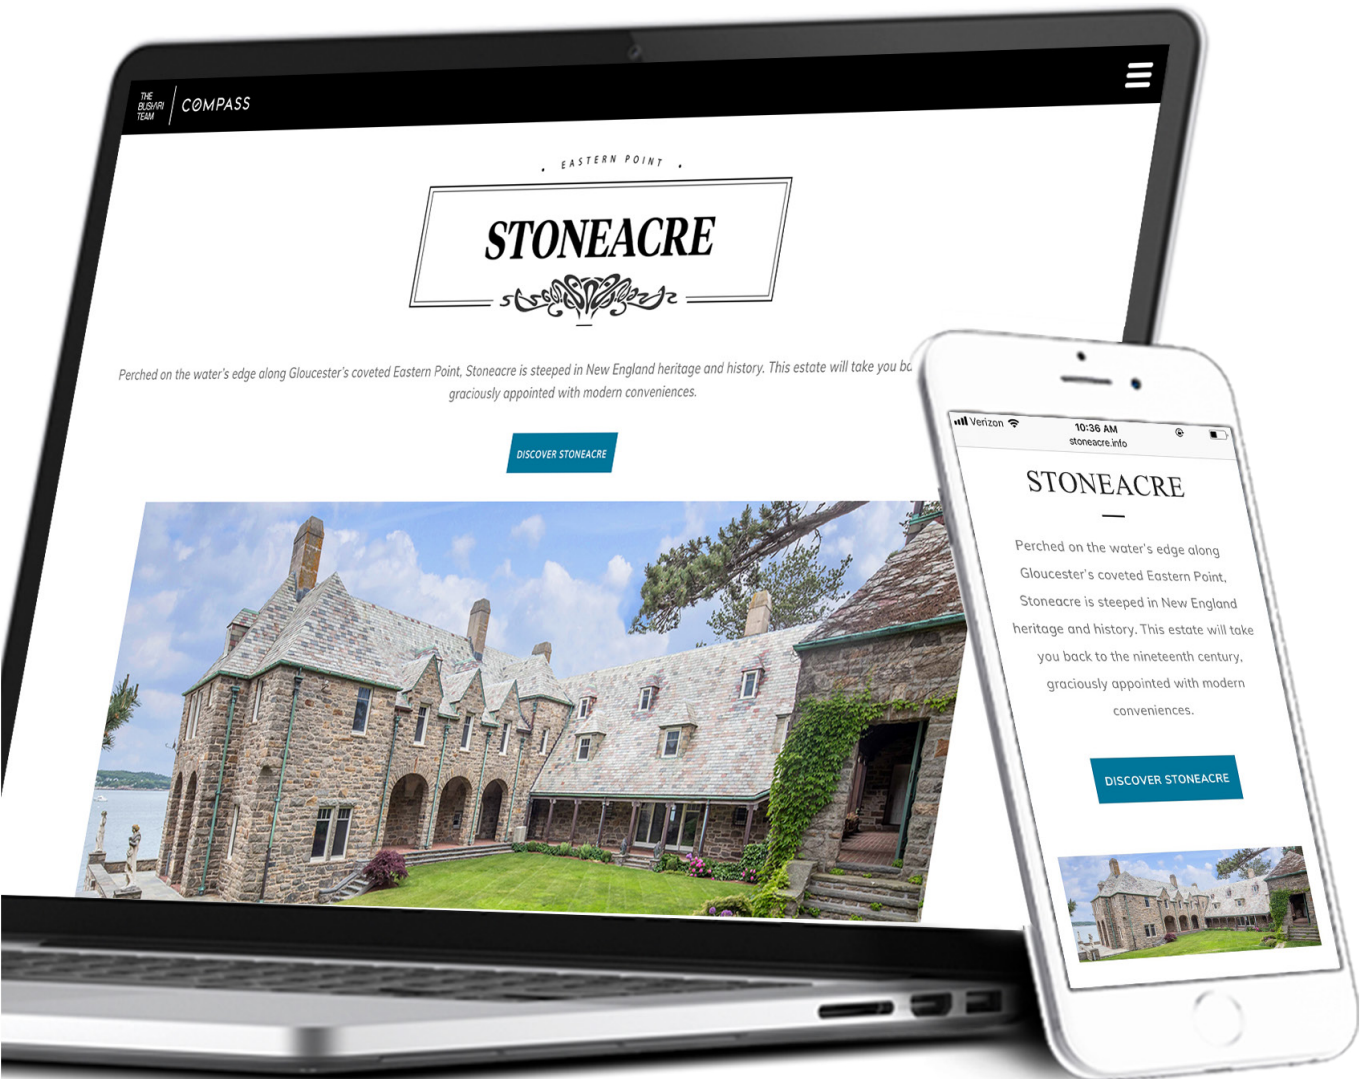 THE
BUSHARI
TEAM
COMPASS
• EASTERN POINT •
STONEACRE
Perched on the water's edge along Gloucester's coveted Eastern Point, Stoneacre is steeped in New England heritage and history. This estate will take you
graciously appointed with modern conveniences.
DISCOVER STONEACRE
Verizon
10:36 AM
stoneacre.info
STONEACRE
Perched on the water's edge along
Gloucester's coveted Eastern Point,
Stoneacre is steeped in New England
heritage and history. This estate will take
you back to the nineteenth century,
graciously appointed with modern
conveniences.
DISCOVER STONEACRE